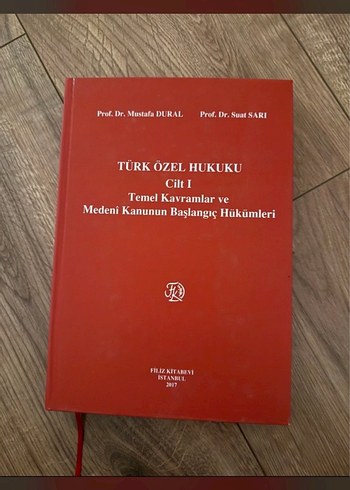 Prof. Dr. Mustafa DURAL Prof. Dr. Suat SARI
TÜRK ÖZEL HUKUKU
Cilt I
Temel Kavramlar ve
Medenî Kanunun Başlangıç Hükümleri
FİLİZ KİTABEVİ
İSTANBUL
2017